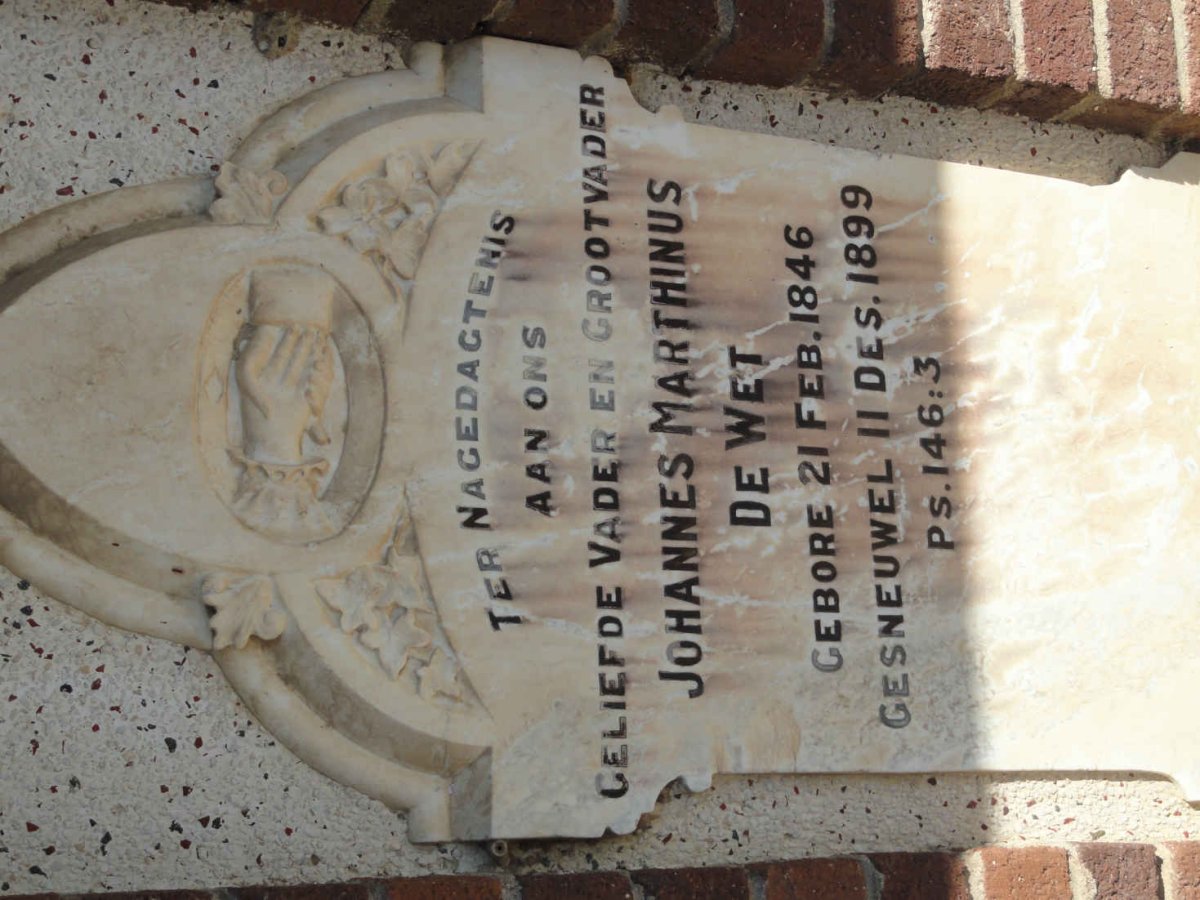 TER NAGEDAGTENIS
AAN ONS
GELIEFDE VADER EN GROOTVADER
JOHANNES MARTHINUS
DE WET
GEBORE 21 FEB. 1846
GESNEUWEL 11 DES. 1899
PS. 146:3